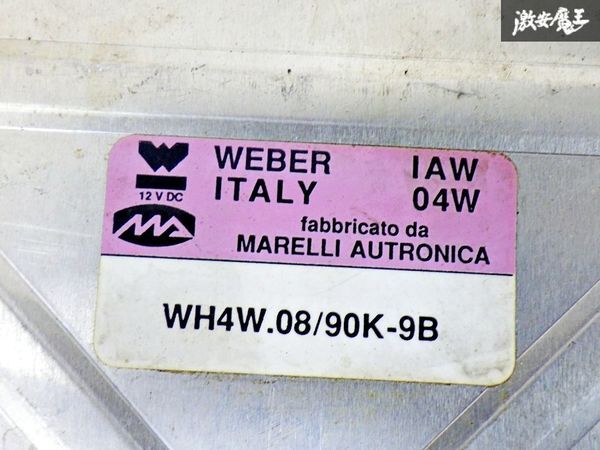 激安魔王
WEBER IAW
ITALY 04W
12 V DC
fabbricato da
MARELLI AUTRONICA
WH4W.08/90K-9B